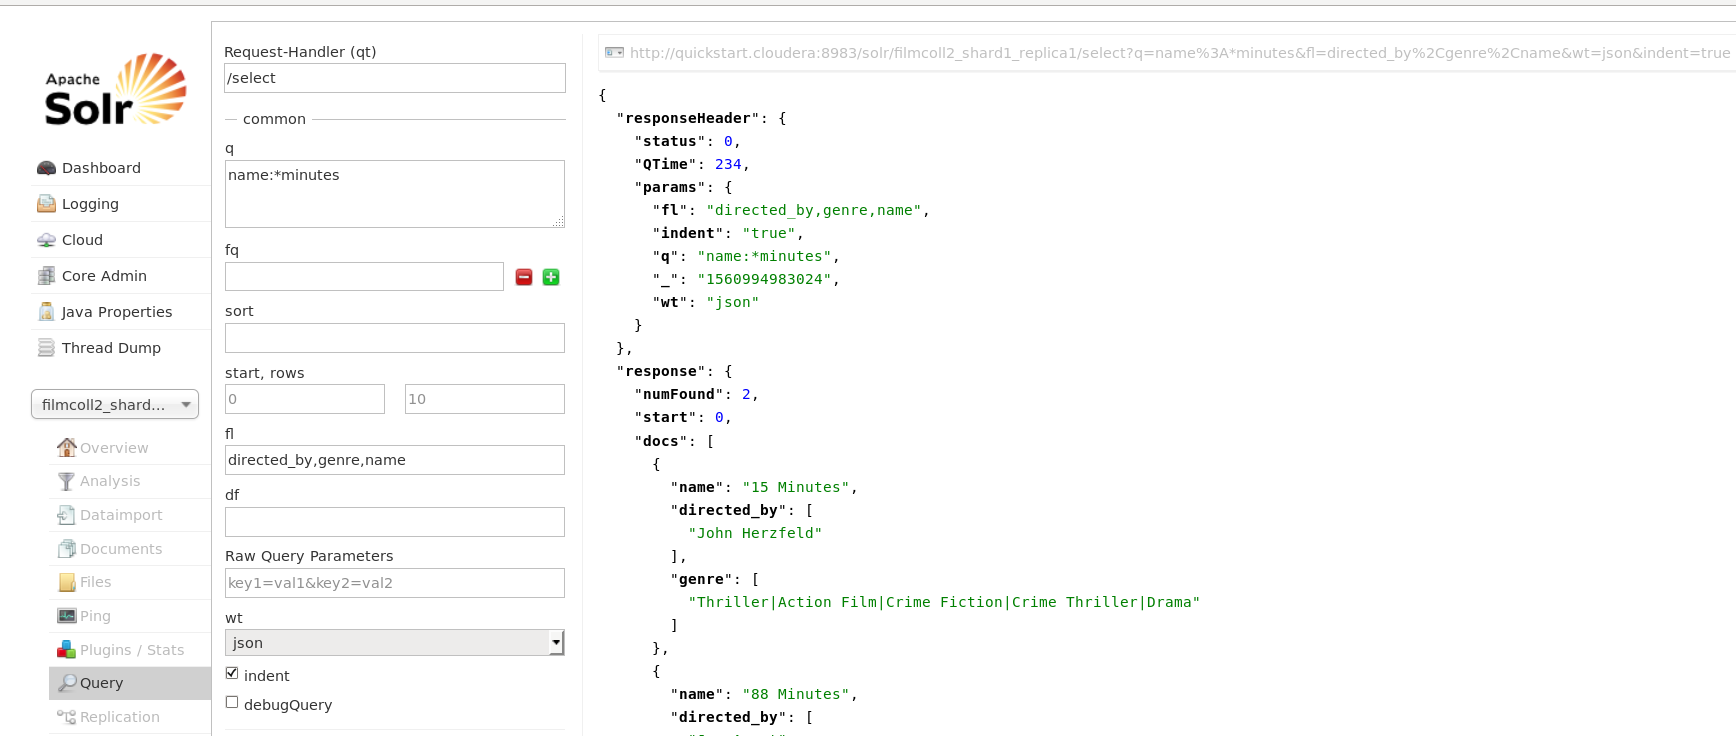 Apache
Solr
Dashboard
Logging
Cloud
Core Admin
Java Properties
Thread Dump
filmcoll2_shard...
Overview
Analysis
Dataimport
Documents
Files
Ping
Plugins / Stats
Query
Replication
Request-Handler (qt)
/select
common
q
name:*minutes
fq
sort
start, rows
0 10
fl
directed_by,genre,name
df
Raw Query Parameters
key1=val1&key2=val2
wt
json
indent
debugQuery
http://quickstart.cloudera:8983/solr/filmcoll2_shard1_replica1/select?q=name%3A*minutes&fl=directed_by%2Cgenre%2Cname&wt=json&indent=true
{
"responseHeader": {
"status": 0,
"QTime": 234,
"params": {
"fl": "directed_by,genre,name",
"indent": "true",
"q": "name:*minutes",
"_": "1560994983024",
"wt": "json"
}
},
"response": {
"numFound": 2,
"start": 0,
"docs": [
{
"name": "15 Minutes",
"directed_by": [
"John Herzfeld"
],
"genre": [
"Thriller|Action Film|Crime Fiction|Crime Thriller|Drama"
]
},
{
"name": "88 Minutes",
"directed_by": [